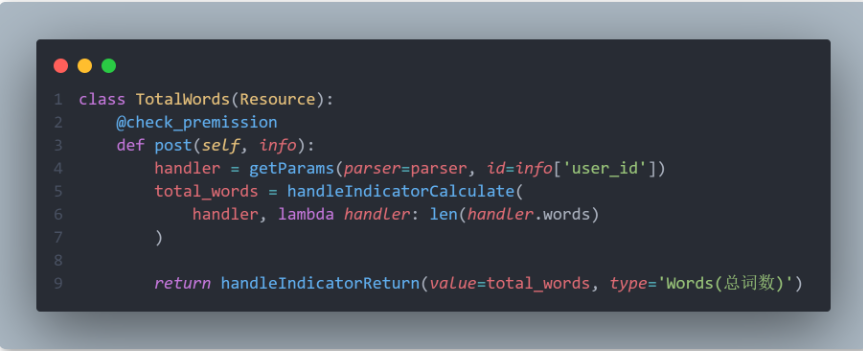 1 class TotalWords(Resource):
2     @check_premission
3     def post(self, info):
4         handler = getParams(parser=parser, id=info['user_id'])
5         total_words = handleIndicatorCalculate(
6             handler, lambda handler: len(handler.words)
7         )
8
9         return handleIndicatorReturn(value=total_words, type='Words(总词数)')